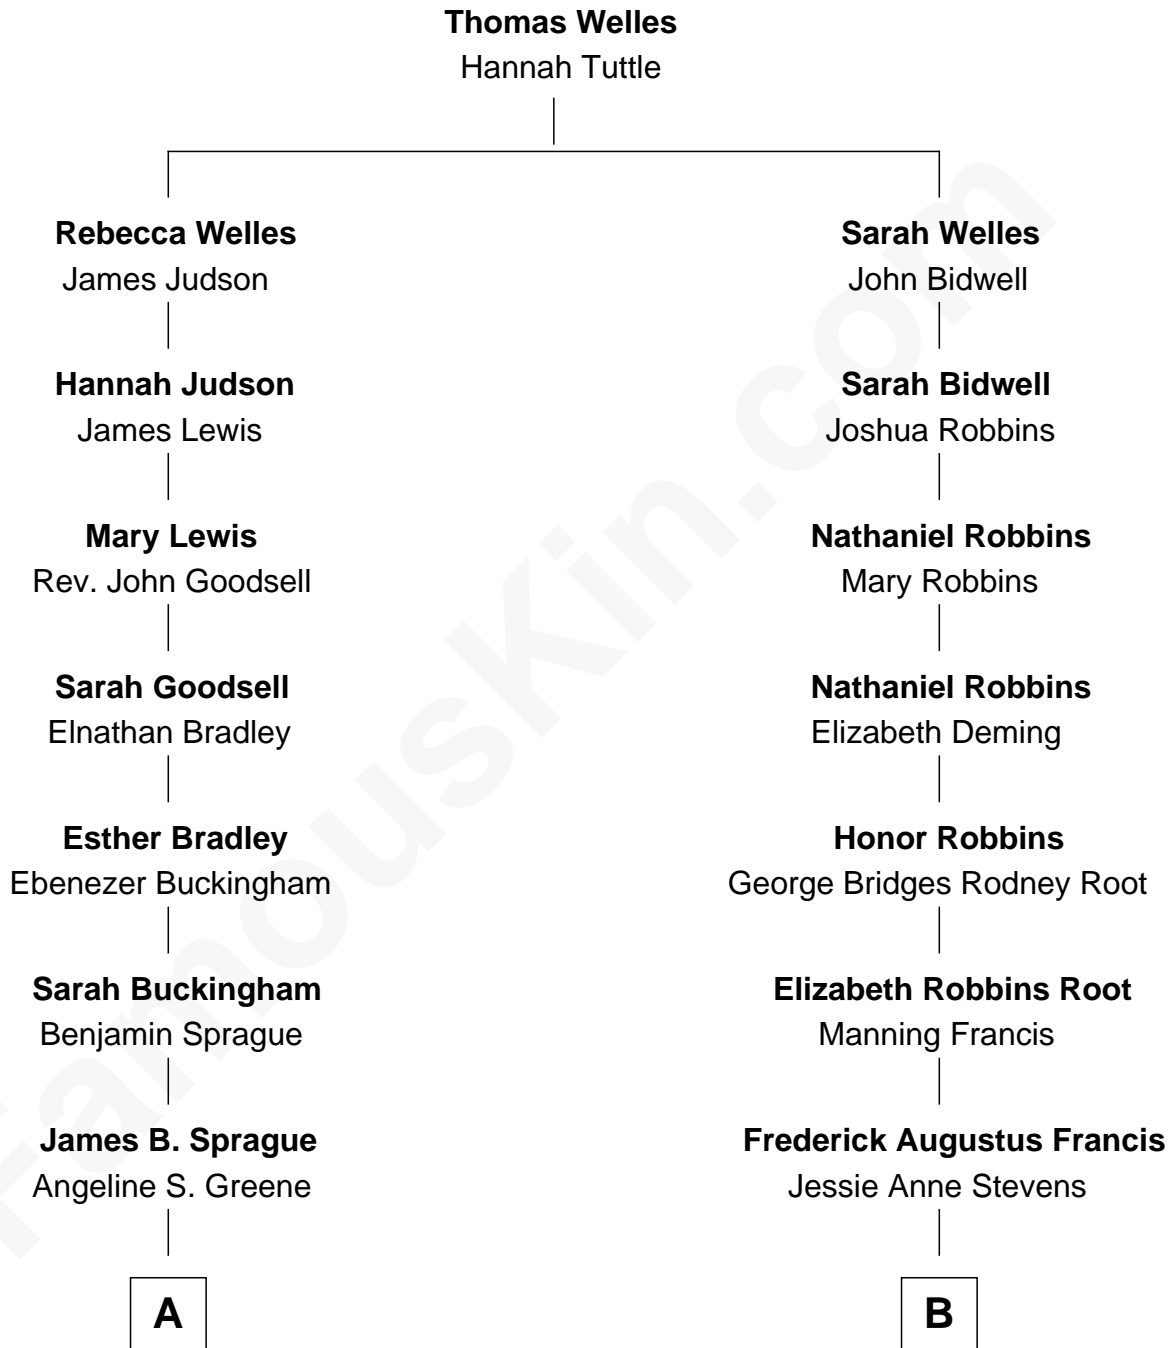 Thomas Welles
Hannah Tuttle
Rebecca Welles
James Judson
Sarah Welles
John Bidwell
Hannah Judson
James Lewis
Sarah Bidwell
Joshua Robbins
Mary Lewis
Rev. John Goodsell
Nathaniel Robbins
Mary Robbins
Sarah Goodsell
Elnathan Bradley
Nathaniel Robbins
Elizabeth Deming
Esther Bradley
Ebenezer Buckingham
Honor Robbins
George Bridges Rodney Root
Sarah Buckingham
Benjamin Sprague
Elizabeth Robbins Root
Manning Francis
James B. Sprague
Angeline S. Greene
Frederick Augustus Francis
Jessie Anne Stevens
A
B
FamousKin.com